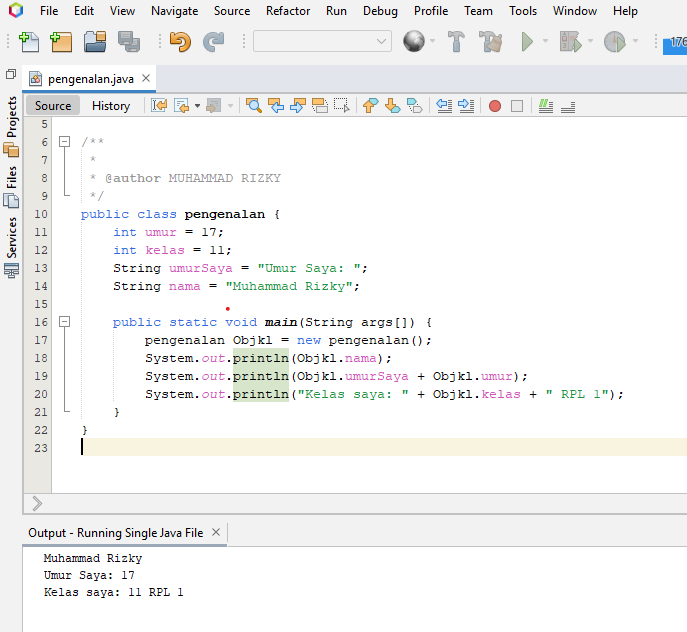 File Edit View Navigate Source Refactor Run Debug Profile Team Tools Window Help
pengenalan.java
Source History
Projects
Files
Services
5
6 /**
7 *
8 * @author MUHAMMAD RIZKY
9 */
10 public class pengenalan {
11 int umur = 17;
12 int kelas = 11;
13 String umurSaya = "Umur Saya: ";
14 String nama = "Muhammad Rizky";
15
16 public static void main(String args[]) {
17 pengenalan Objkl = new pengenalan();
18 System.out.println(Objkl.nama);
19 System.out.println(Objkl.umurSaya + Objkl.umur);
20 System.out.println("Kelas saya: " + Objkl.kelas + " RPL 1");
21 }
22 }
23
Output - Running Single Java File
Muhammad Rizky
Umur Saya: 17
Kelas saya: 11 RPL 1